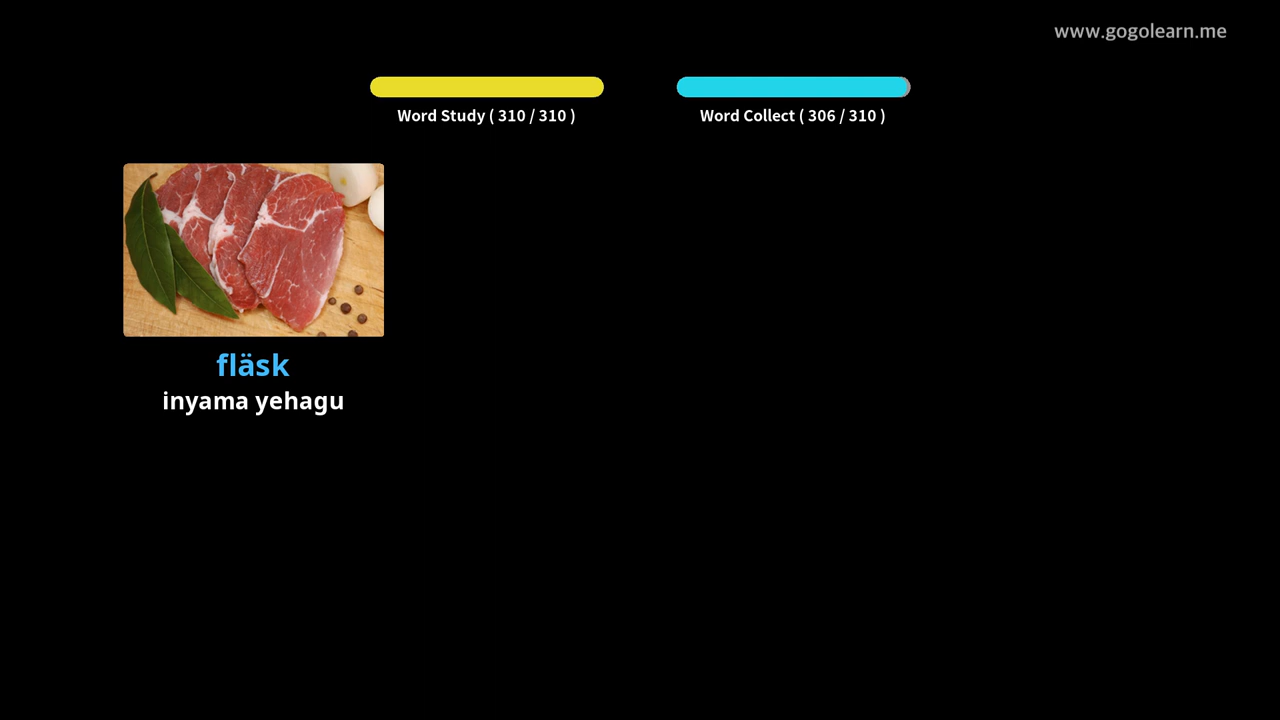 www.gogolearn.me
Word Study ( 310 / 310 )
Word Collect ( 306 / 310 )
fläsk
inyama yehagu